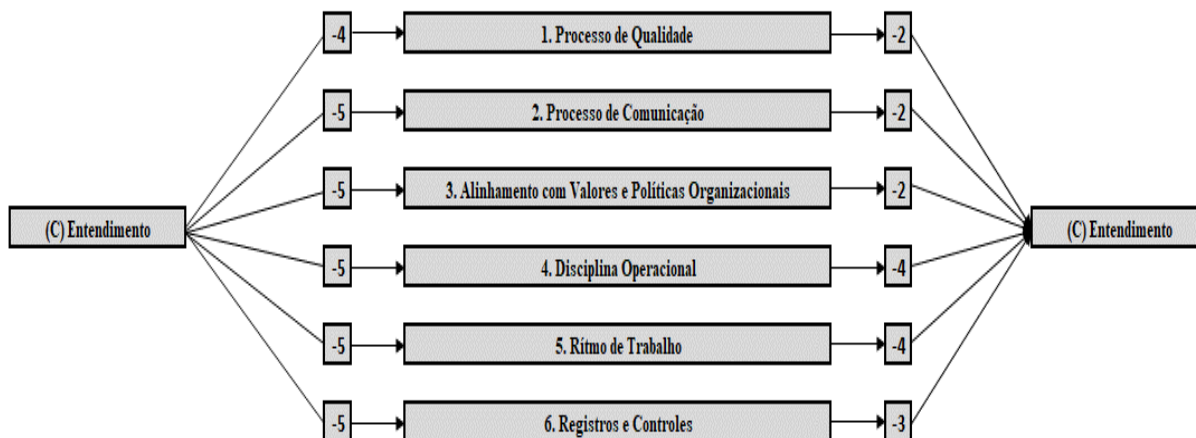 -4 1. Processo de Qualidade -2
-5 2. Processo de Comunicação -2
-5 3. Alinhamento com Valores e Políticas Organizacionais -2
(C) Entendimento (C) Entendimento
-5 4. Disciplina Operacional -4
-5 5. Rítmo de Trabalho -4
-5 6. Registros e Controles -3